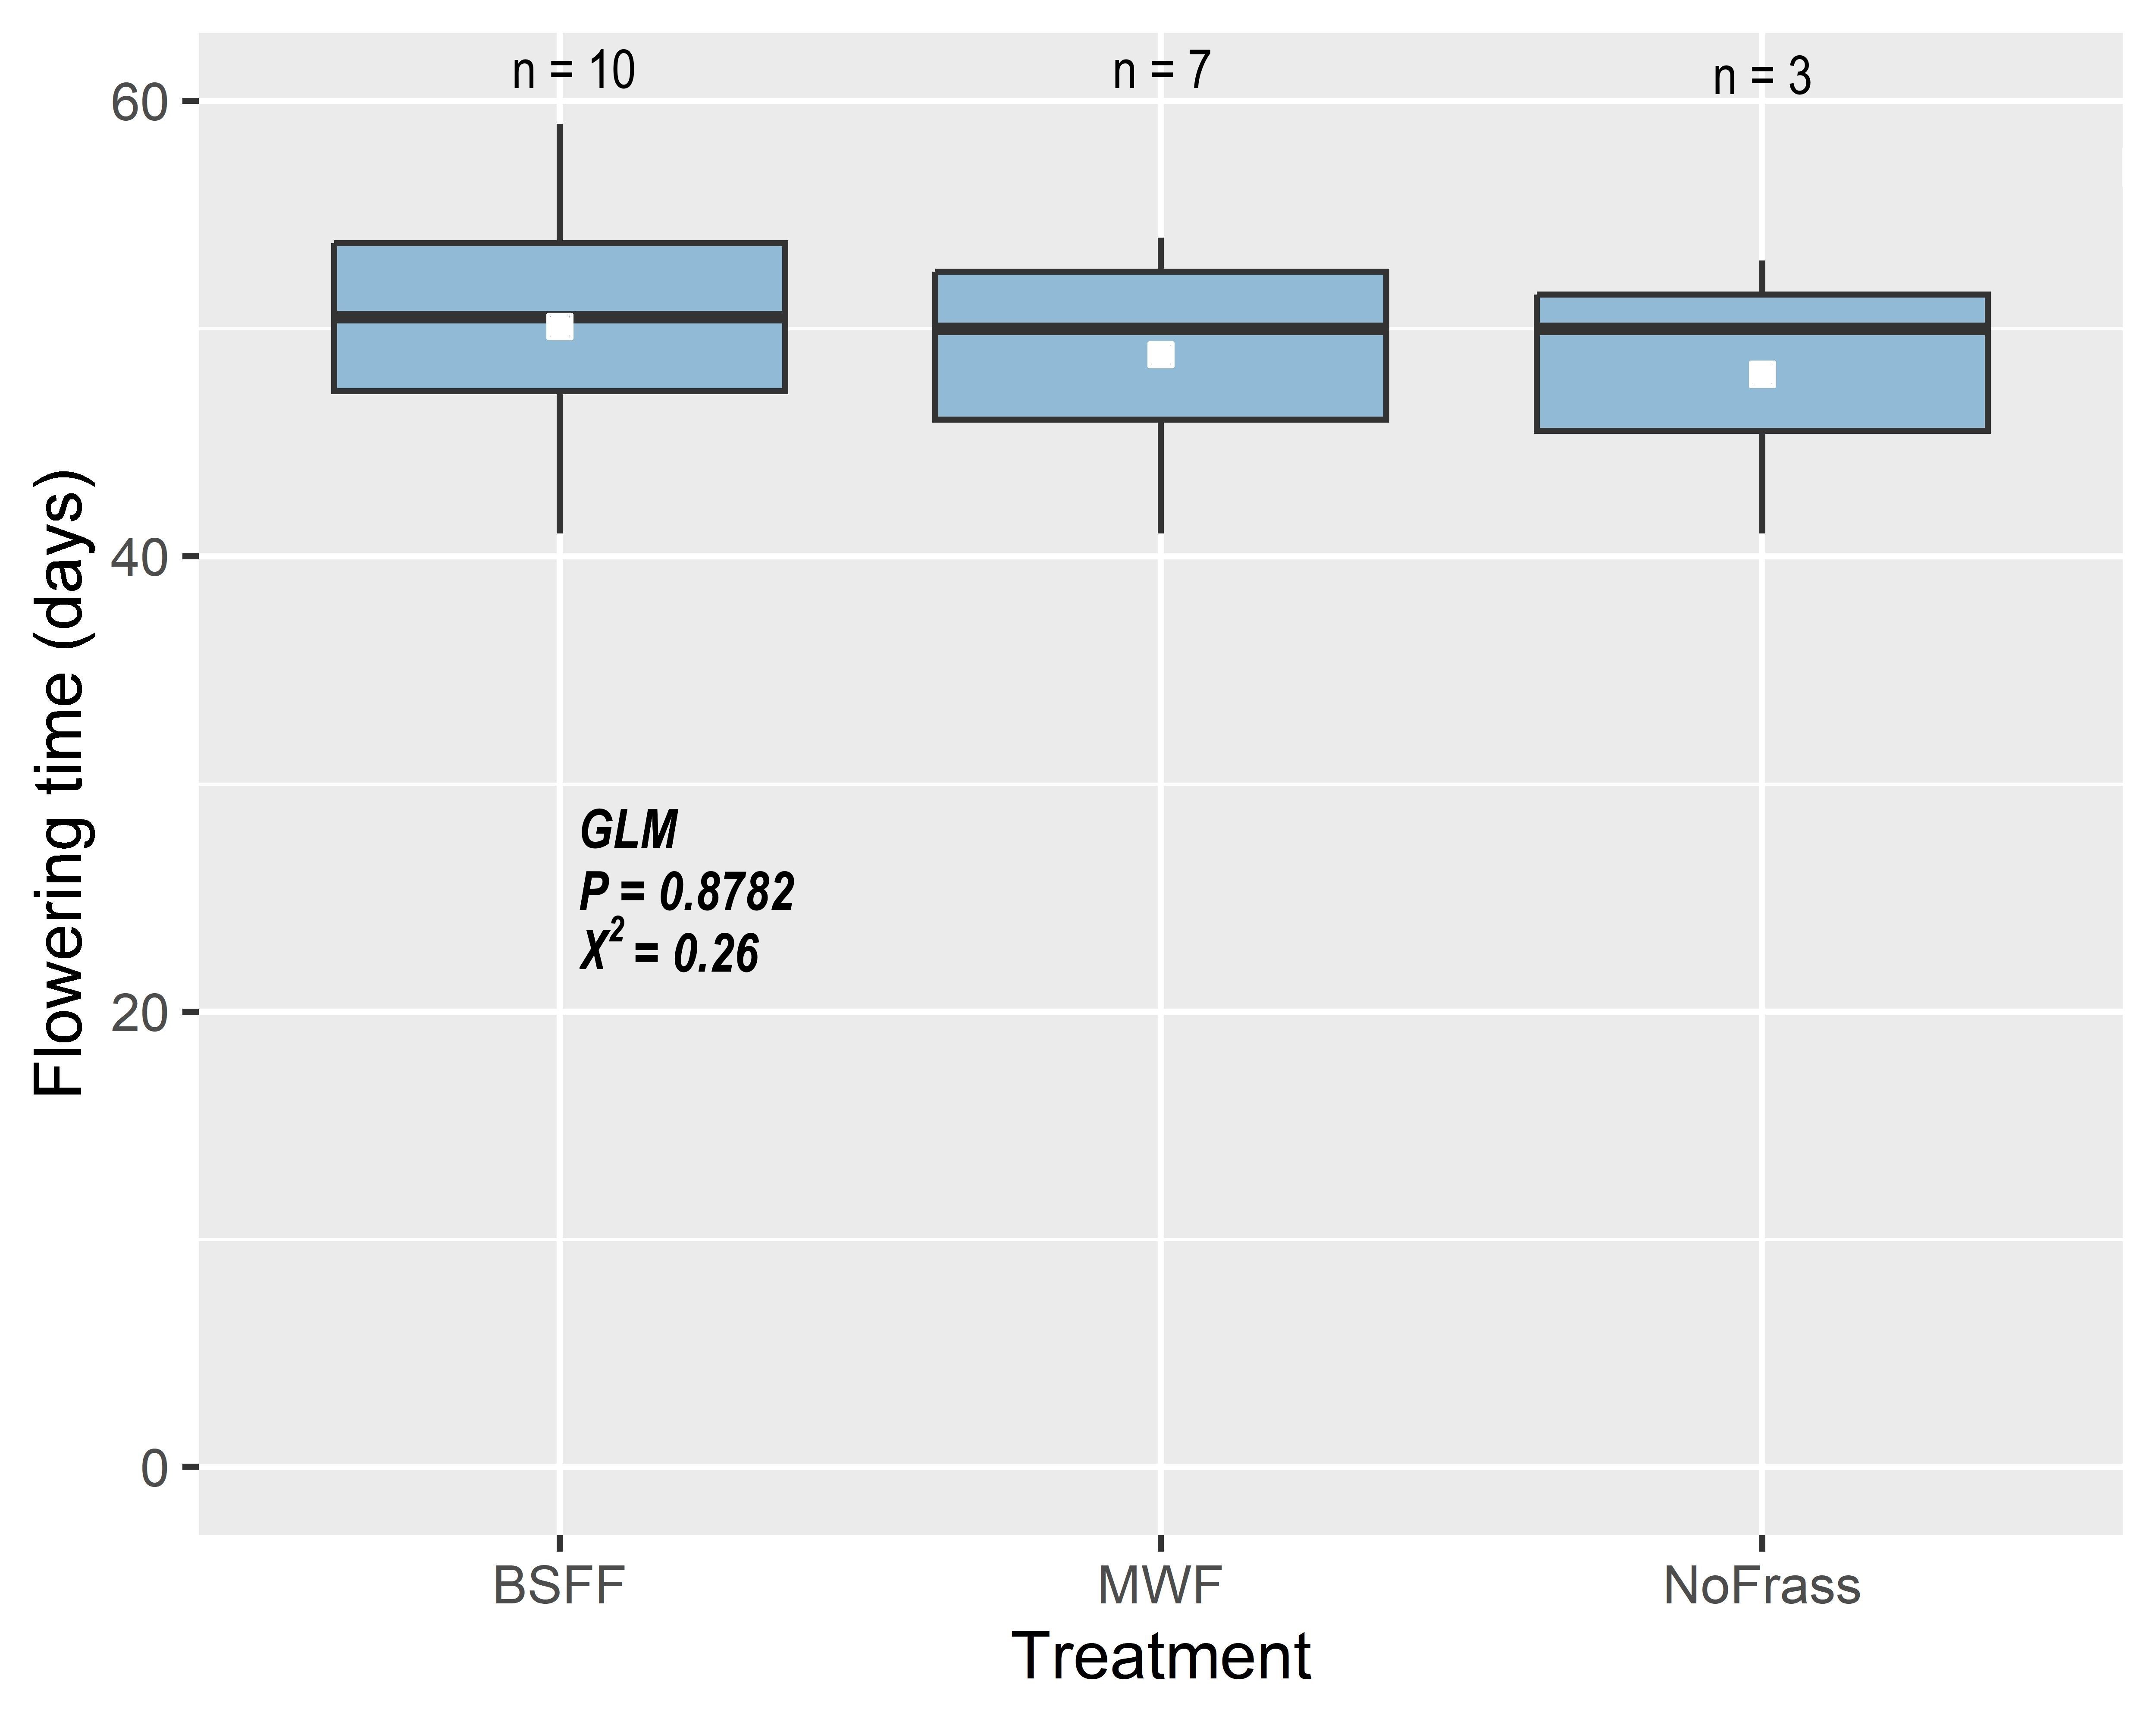 n = 10
n = 7
n = 3
60
40
20
0
Flowering time (days)
GLM
P = 0.8782
X² = 0.26
BSFF
MWF
NoFrass
Treatment